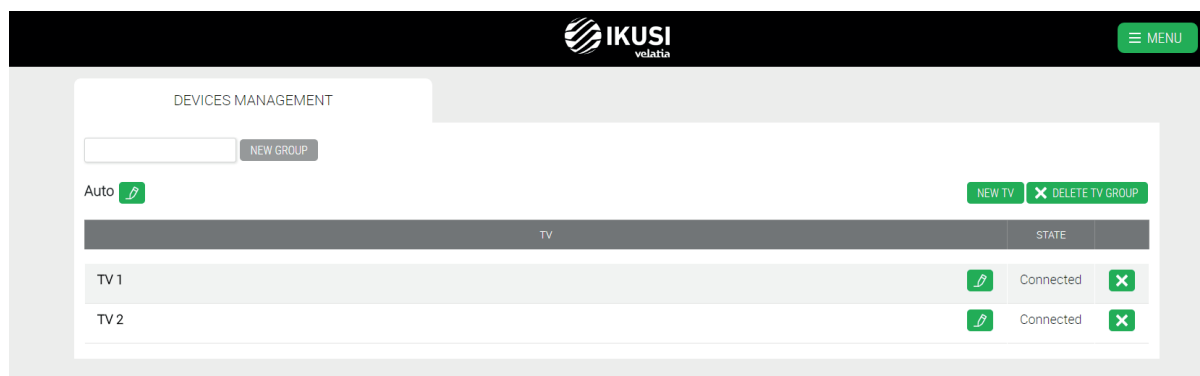 IKUSI
velatia
MENU
DEVICES MANAGEMENT
NEW GROUP
Auto
NEW TV DELETE TV GROUP
TV STATE
TV 1 Connected
TV 2 Connected